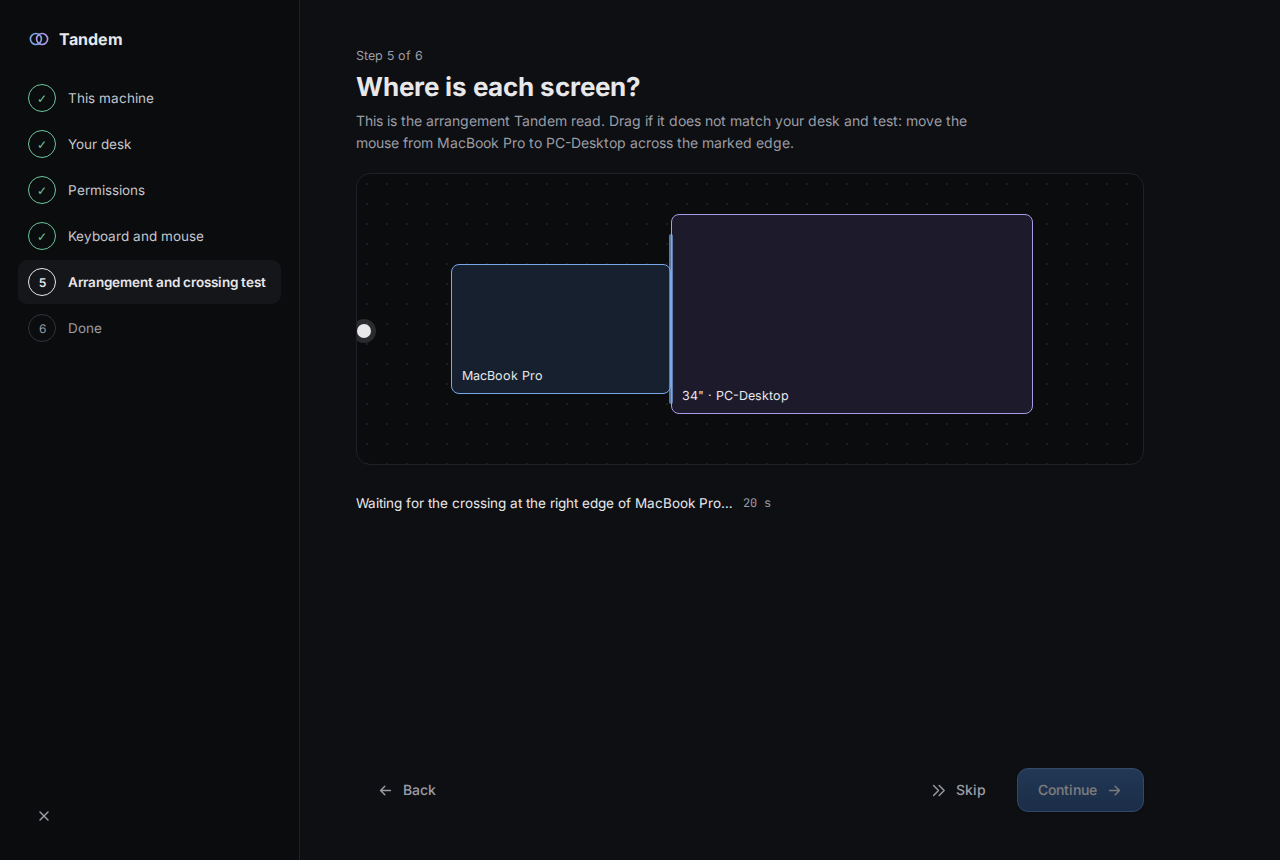 Tandem
✓ This machine
✓ Your desk
✓ Permissions
✓ Keyboard and mouse
5 Arrangement and crossing test
6 Done
Step 5 of 6
Where is each screen?
This is the arrangement Tandem read. Drag if it does not match your desk and test: move the
mouse from MacBook Pro to PC-Desktop across the marked edge.
MacBook Pro
34" · PC-Desktop
Waiting for the crossing at the right edge of MacBook Pro… 20 s
← Back
Skip
Continue →